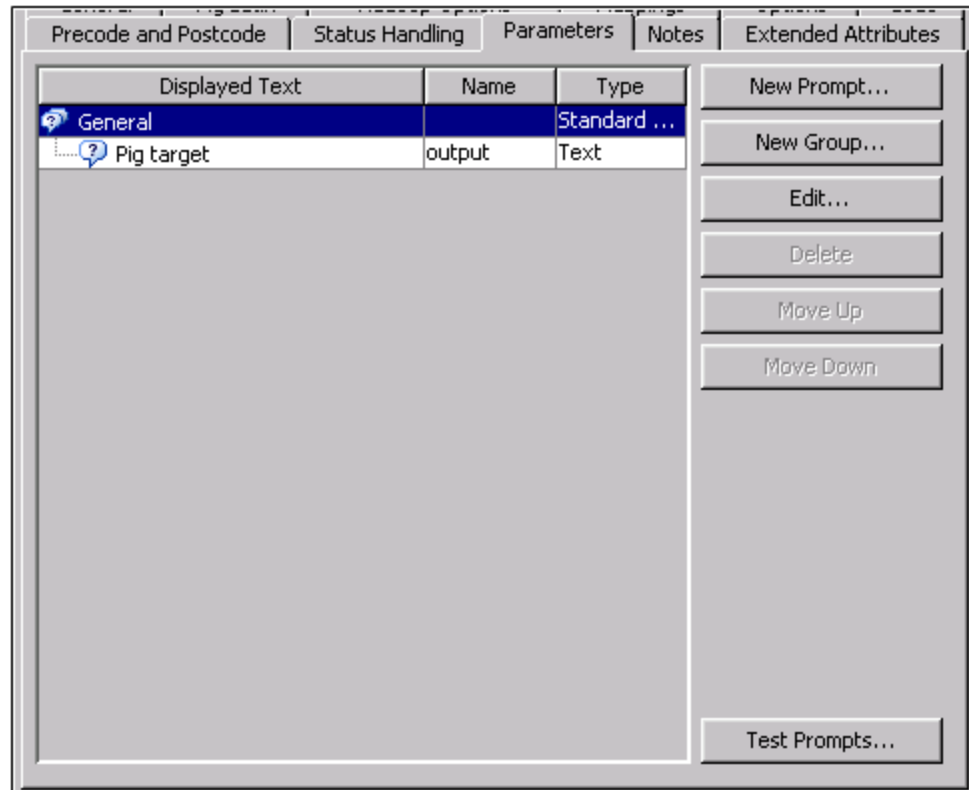 Precode and Postcode Status Handling Parameters Notes Extended Attributes
Displayed Text Name Type
General Standard ...
Pig target output Text
New Prompt...
New Group...
Edit...
Delete
Move Up
Move Down
Test Prompts...